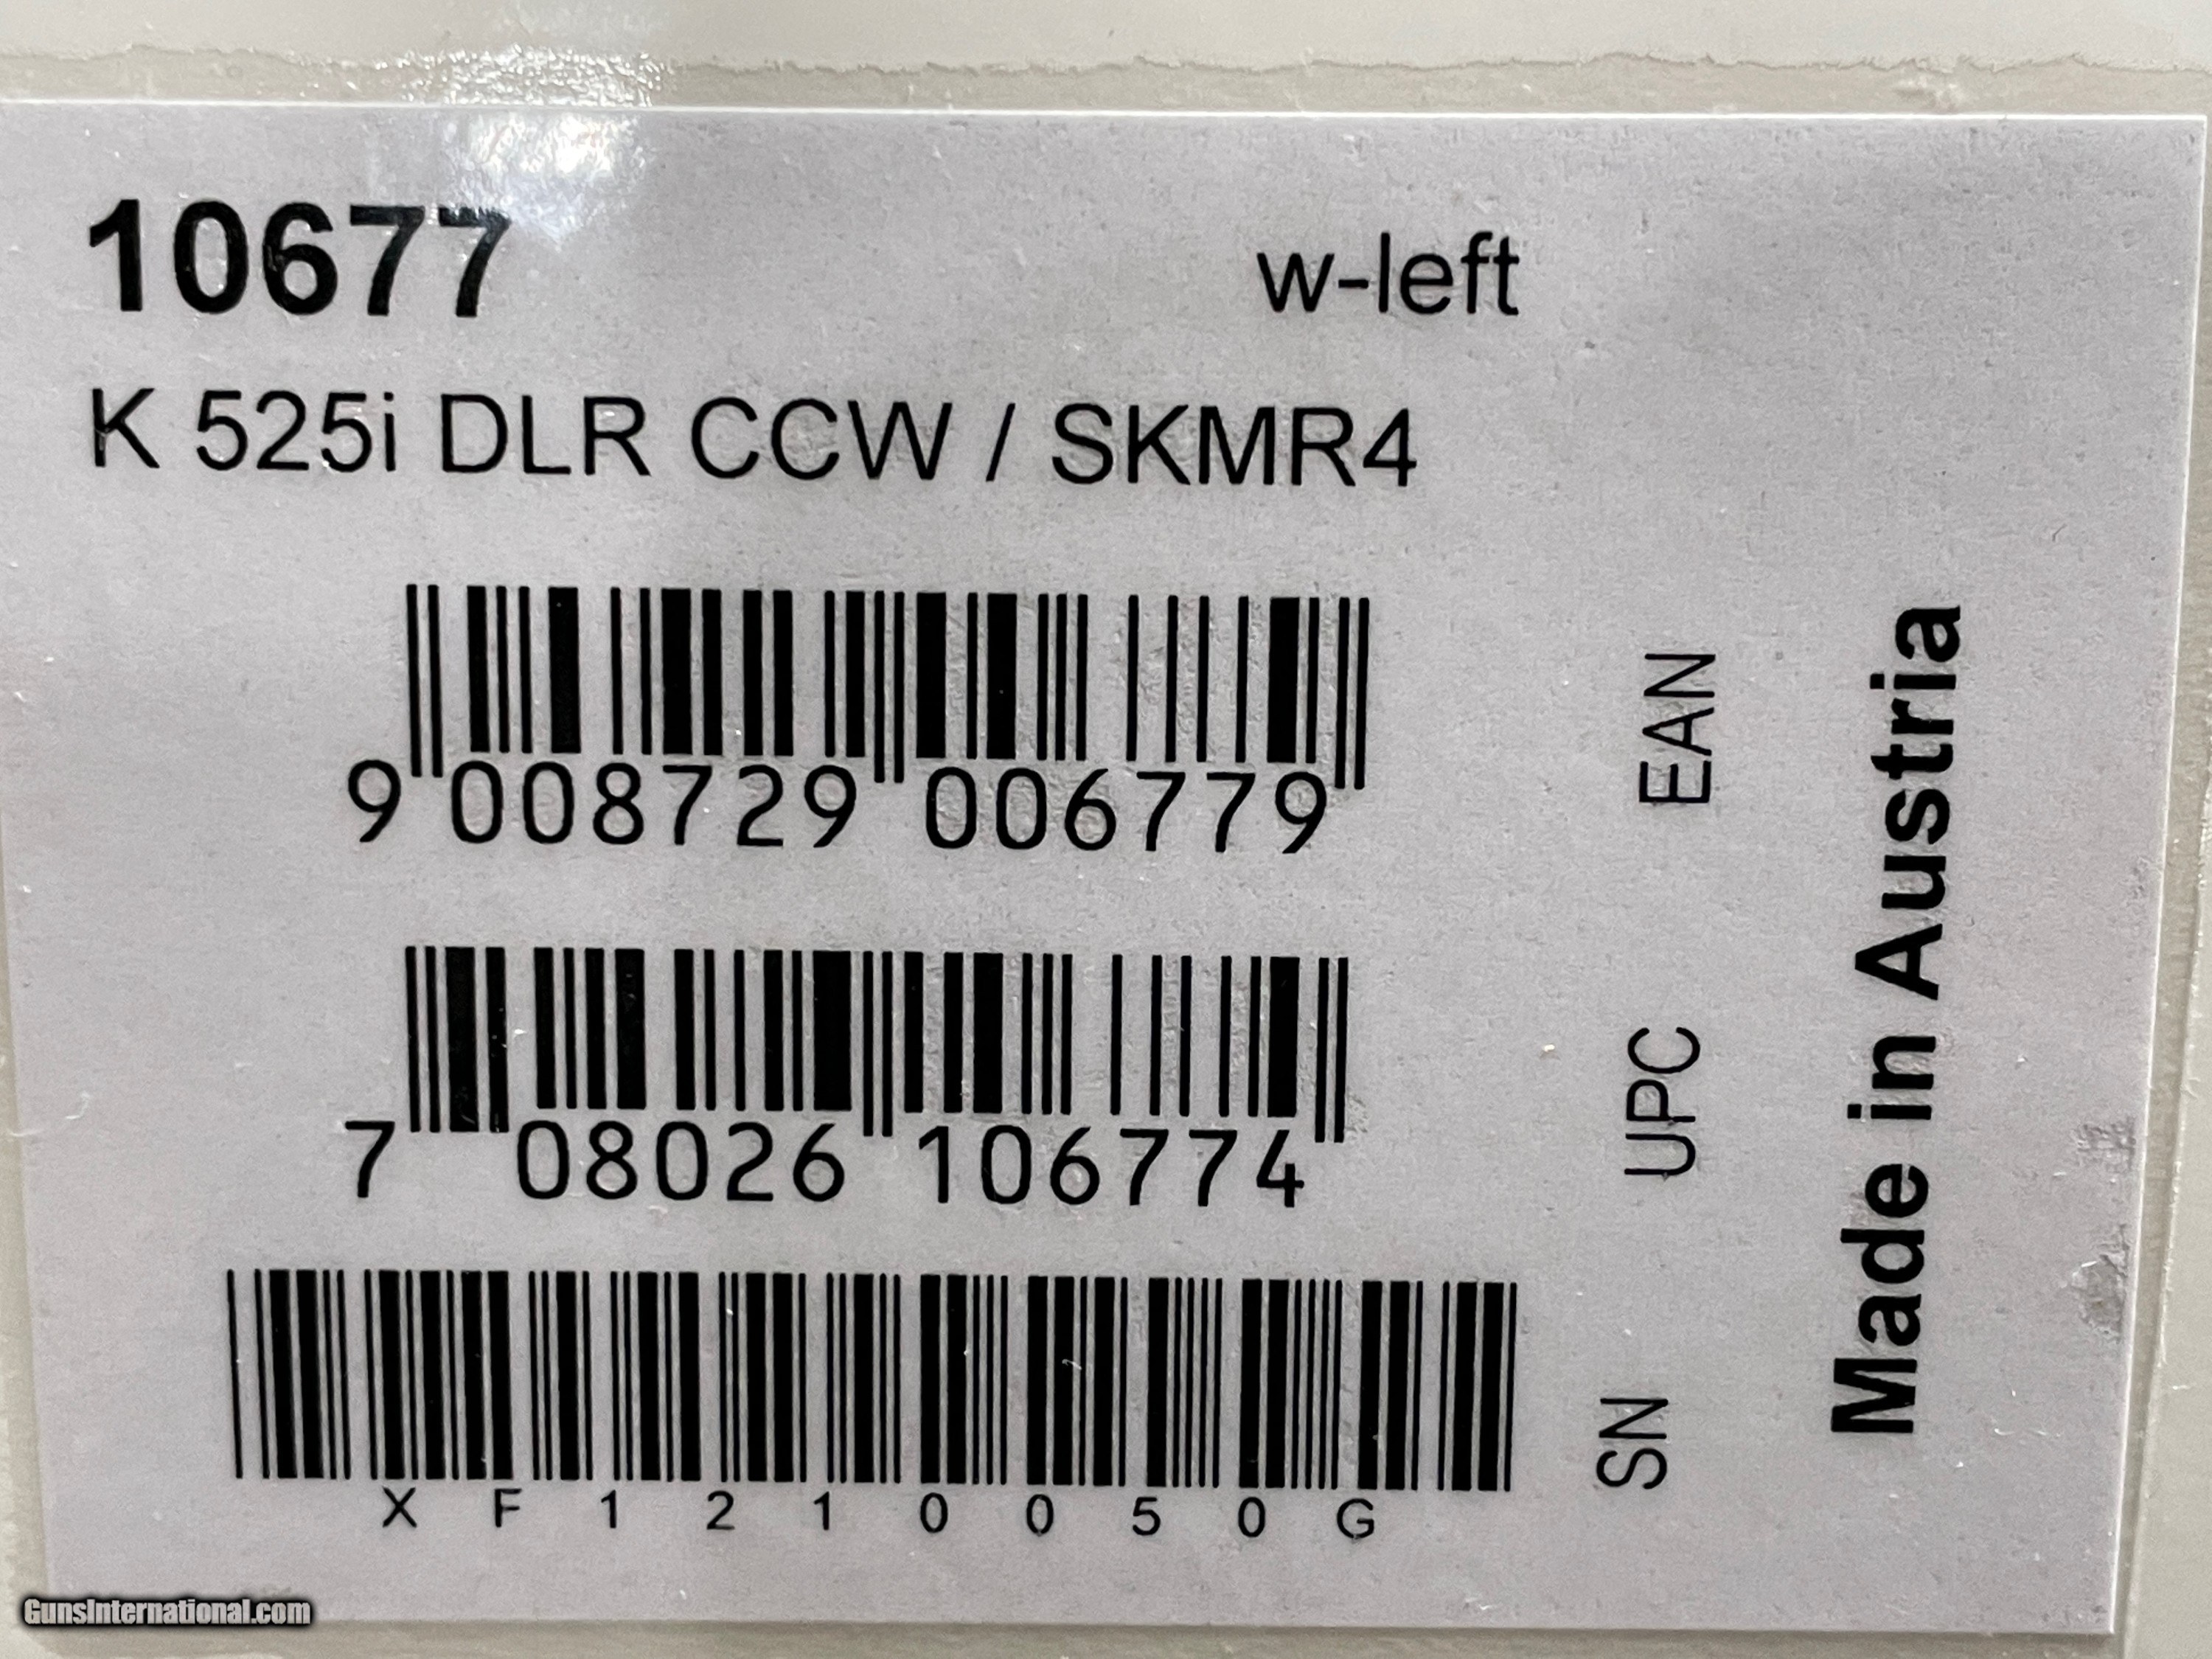 10677 w-left
K 525i DLR CCW / SKMR4
9 008729 006779
EAN
7 08026 106774
UPC
XF1210050G
SN
Made in Austria
GunsInternational.com